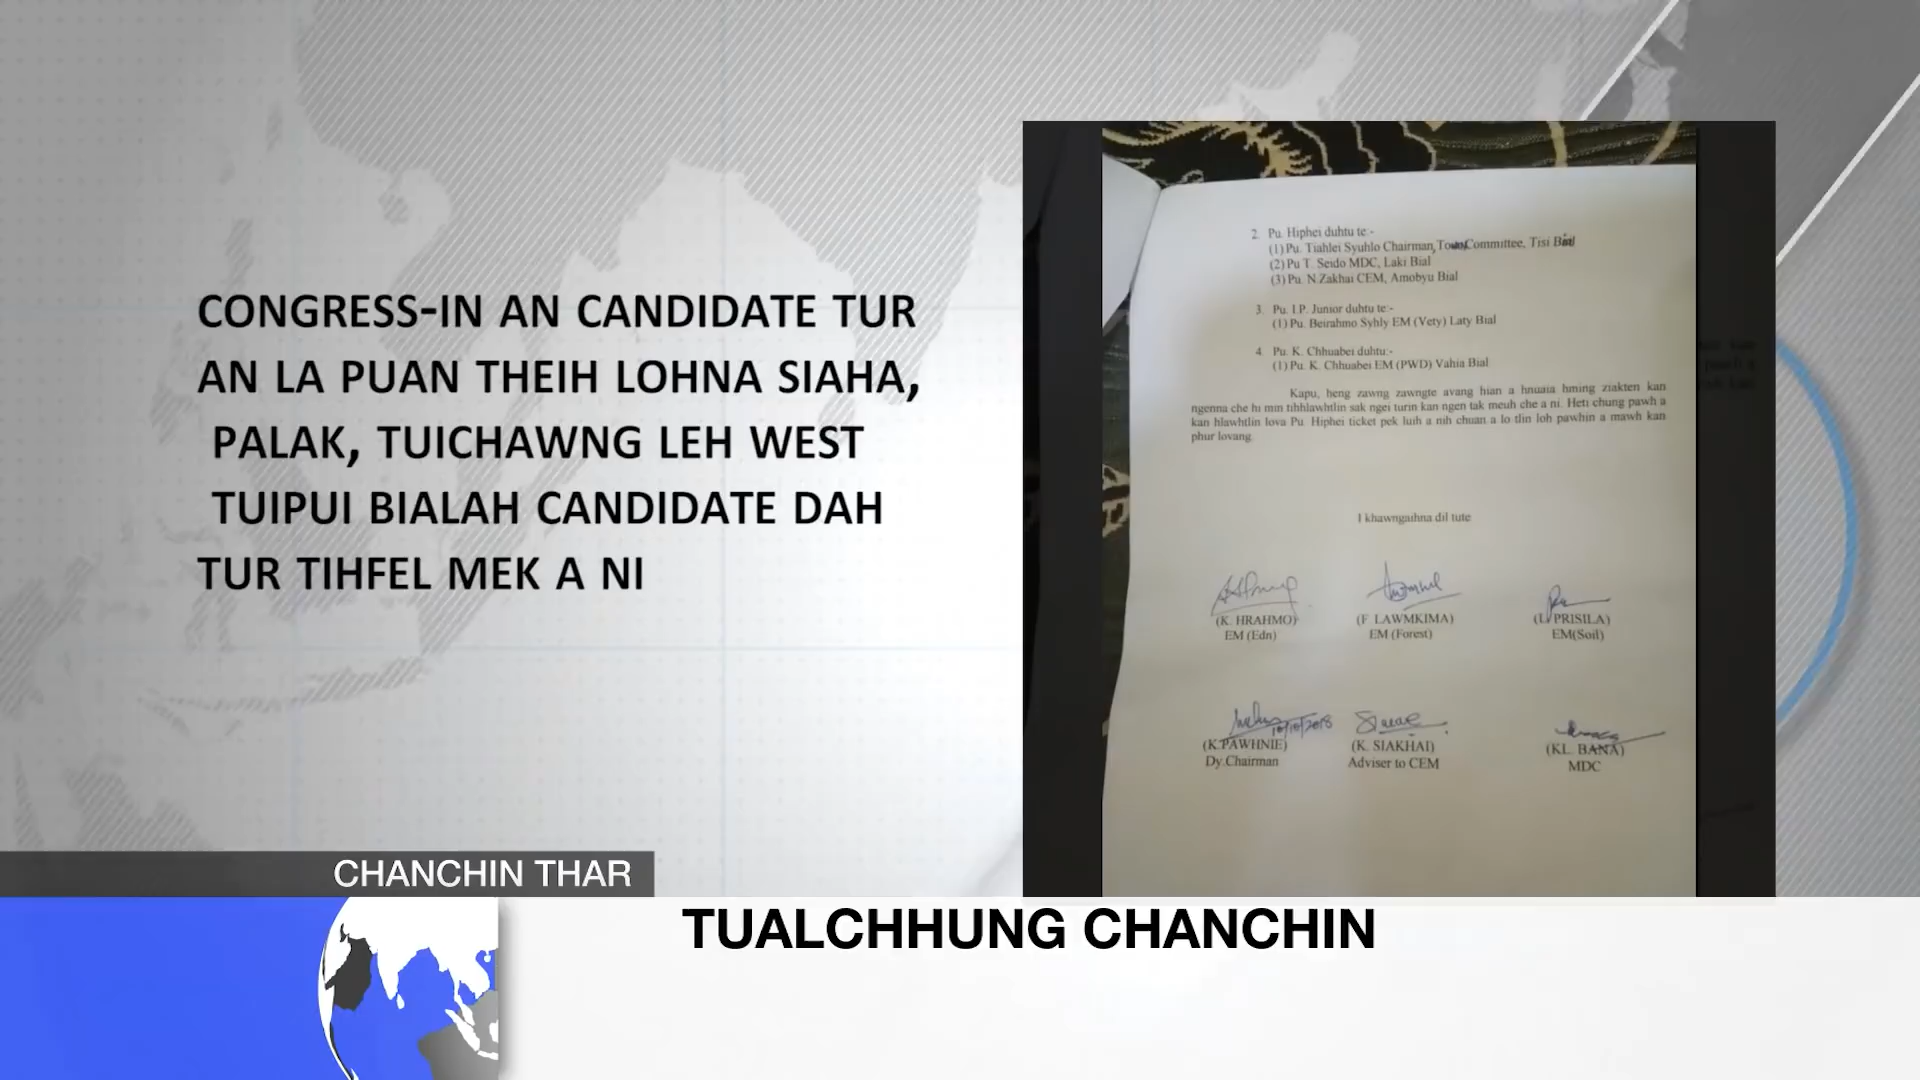 CONGRESS-IN AN CANDIDATE TUR
AN LA PUAN THEIH LOHNA SIAHA,
PALAK, TUICHAWNG LEH WEST
TUIPUI BIALAH CANDIDATE DAH
TUR TIHFEL MEK A NI
2. Pu. Hiphei duhtu te:-
(1) Pu. Tiahlei Syuhlo Chairman, Committee, Tisi Bial
(2) Pu T. Seido MDC, Laki Bial
(3) Pu. N.Zakhai CEM, Amobyu Bial
3. Pu. I.P. Junior duhtu te:-
(1) Pu. Beirahmo Syhly EM (Vety) Laty Bial
4. Pu. K. Chhuabei duhtu:-
(1) Pu. K. Chhuabei EM (PWD) Vahia Bial
Kapu, heng zawng zawngte avang hian a hnuaia hming ziakten kan
ngenna che hi mm tihhlawhtlin sak ngei turin kan ngen tak meuh che a ni. Heti chung pawh a
kan hlawhtlin lova Pu. Hiphei ticket pek luih a nih chuan a lo tlin loh pawhin a mawh kan
phur lovang.
I khawngaihna dil tute
(K. HRAHMO) (F. LAWMKIMA) (L. PRISILA)
EM (Edn) EM (Forest) EM(Soil)
10/10/2018
(K.PAWHNIE) (K. SIAKHAI) (KL. BANA)
Dy.Chairman Adviser to CEM MDC
CHANCHIN THAR
TUALCHHUNG CHANCHIN